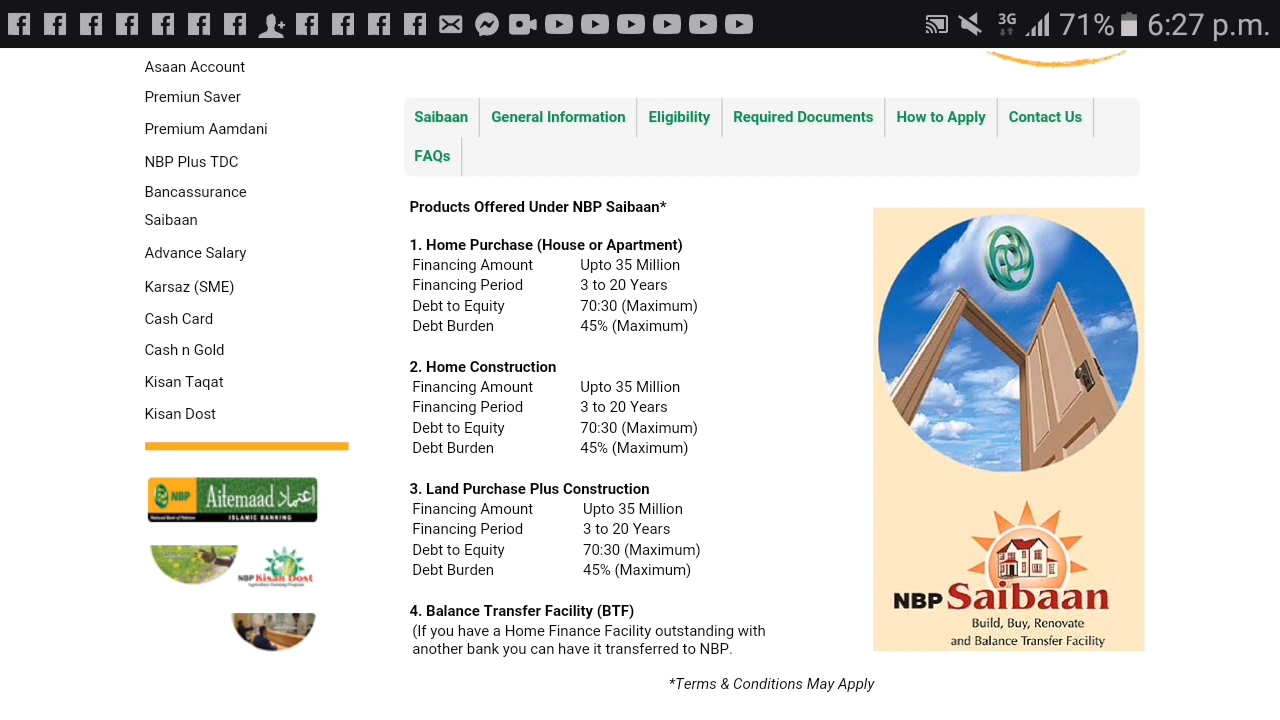 3G 71% 6:27 p.m.
Asaan Account
Premiun Saver
Premium Aamdani
NBP Plus TDC
Bancassurance
Saibaan
Advance Salary
Karsaz (SME)
Cash Card
Cash n Gold
Kisan Taqat
Kisan Dost
NBP Aitemaad اعتماد
National Bank of Pakistan ISLAMIC BANKING
NBP Kisan Dost
Agriculture Farming Program
Saibaan General Information Eligibility Required Documents How to Apply Contact Us
FAQs
Products Offered Under NBP Saibaan*
1. Home Purchase (House or Apartment)
Financing Amount Upto 35 Million
Financing Period 3 to 20 Years
Debt to Equity 70:30 (Maximum)
Debt Burden 45% (Maximum)
2. Home Construction
Financing Amount Upto 35 Million
Financing Period 3 to 20 Years
Debt to Equity 70:30 (Maximum)
Debt Burden 45% (Maximum)
3. Land Purchase Plus Construction
Financing Amount Upto 35 Million
Financing Period 3 to 20 Years
Debt to Equity 70:30 (Maximum)
Debt Burden 45% (Maximum)
4. Balance Transfer Facility (BTF)
(If you have a Home Finance Facility outstanding with
another bank you can have it transferred to NBP.
*Terms & Conditions May Apply
NBP Saibaan
Build, Buy, Renovate
and Balance Transfer Facility